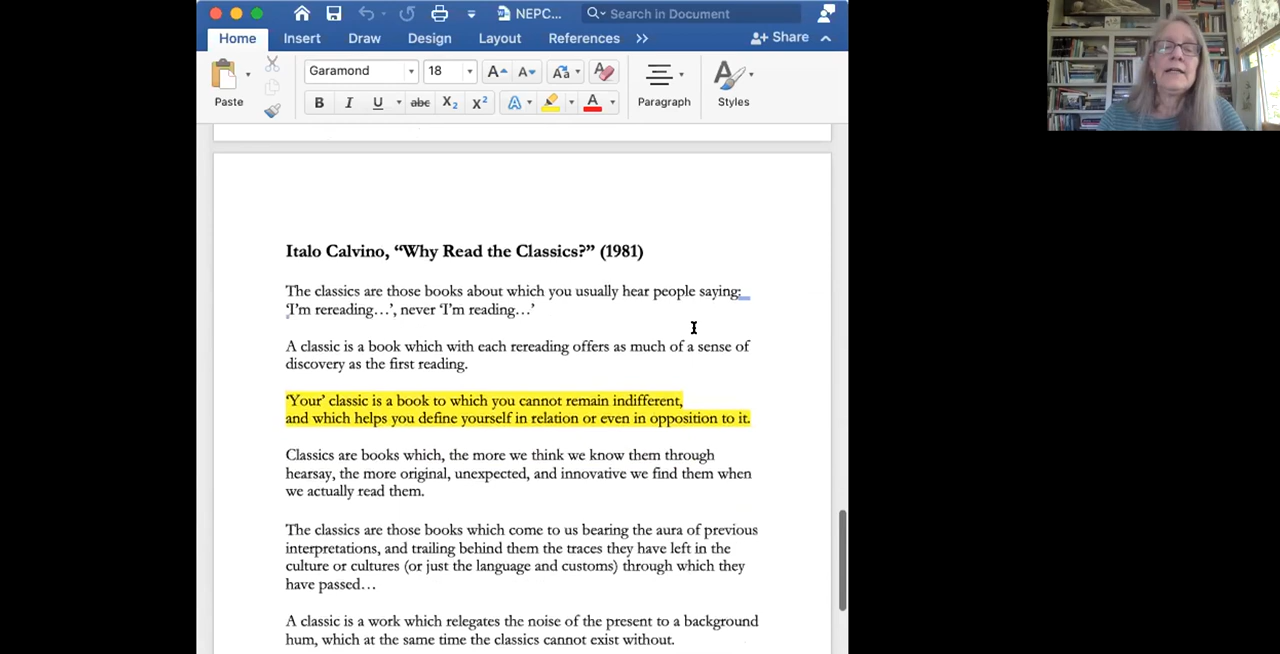 NEPC...
Search in Document
Home Insert Draw Design Layout References >> Share
Paste
Garamond 18
Paragraph Styles
Italo Calvino, “Why Read the Classics?” (1981)
The classics are those books about which you usually hear people saying:
‘I’m rereading…’, never ‘I’m reading…’
A classic is a book which with each rereading offers as much of a sense of
discovery as the first reading.
‘Your’ classic is a book to which you cannot remain indifferent,
and which helps you define yourself in relation or even in opposition to it.
Classics are books which, the more we think we know them through
hearsay, the more original, unexpected, and innovative we find them when
we actually read them.
The classics are those books which come to us bearing the aura of previous
interpretations, and trailing behind them the traces they have left in the
culture or cultures (or just the language and customs) through which they
have passed…
A classic is a work which relegates the noise of the present to a background
hum, which at the same time the classics cannot exist without.